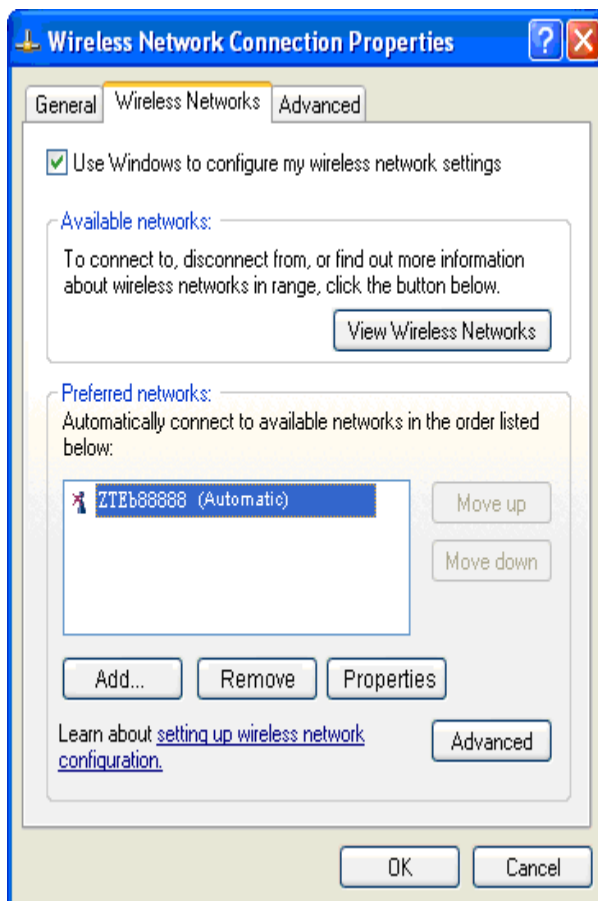 Wireless Network Connection Properties
?
General
Wireless Networks
Advanced
Use Windows to configure my wireless network settings
Available networks:
To connect to, disconnect from, or find out more information
about wireless networks in range, click the button below.
View Wireless Networks
Preferred networks:
Automatically connect to available networks in the order listed
below:
ZTEb88888 (Automatic)
Move up
Move down
Add...
Remove
Properties
Learn about setting up wireless network
configuration.
Advanced
OK
Cancel